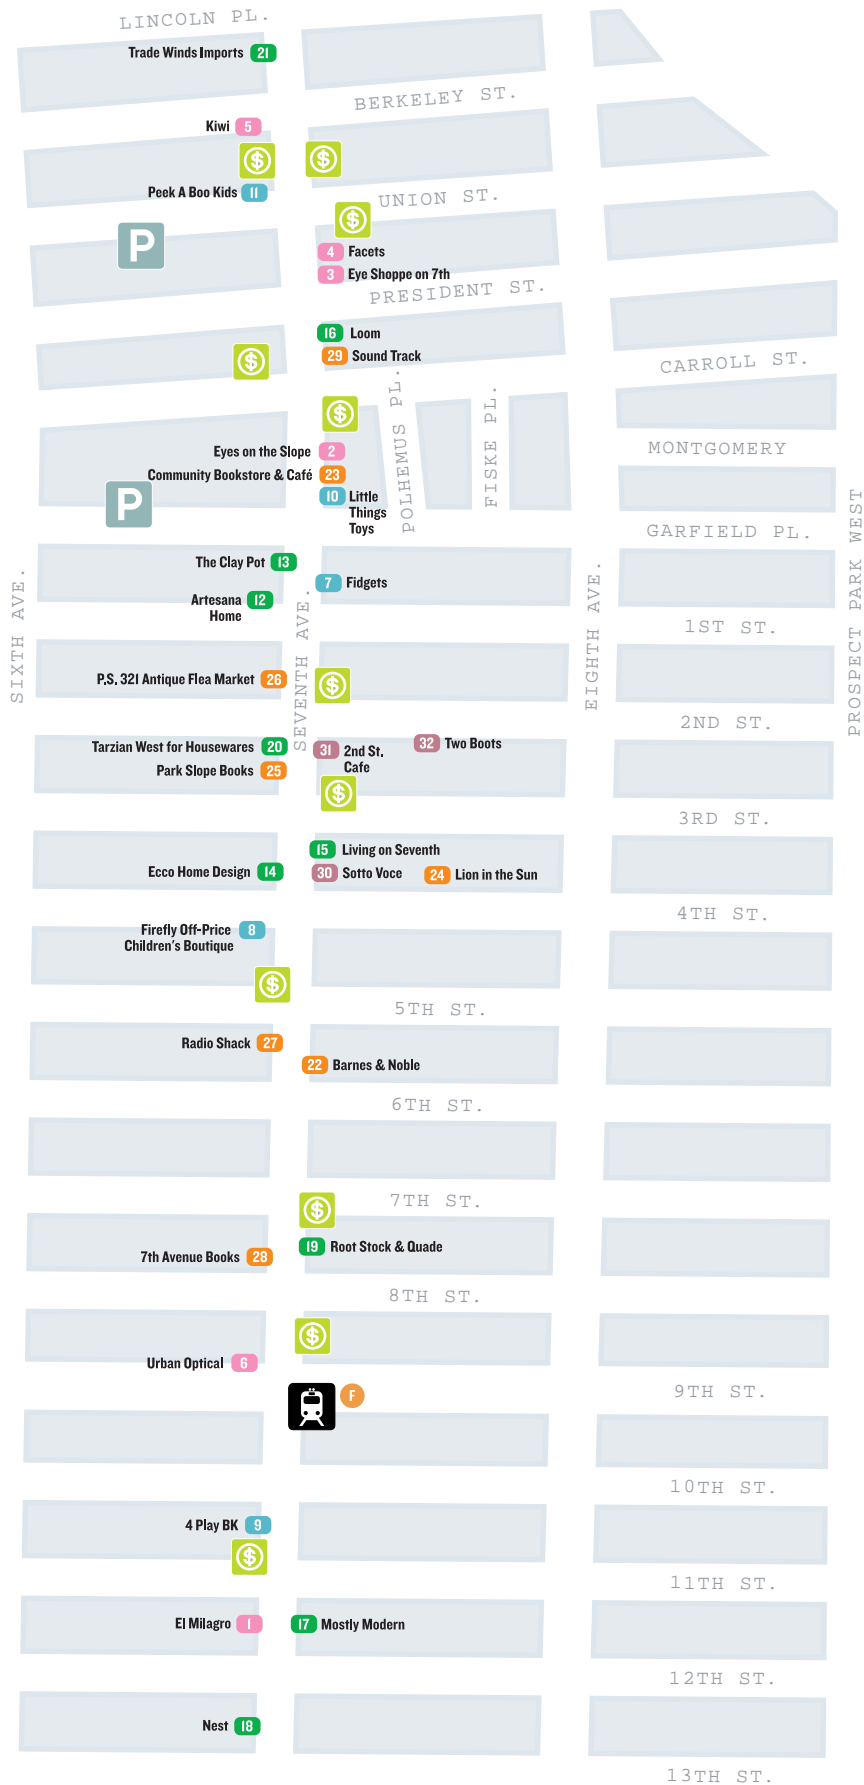 LINCOLN PL.
Trade Winds Imports 21
BERKELEY ST.
Kiwi 5
$ $
Peek A Boo Kids 11
UNION ST.
$
P
4 Facets
3 Eye Shoppe on 7th
PRESIDENT ST.
16 Loom
29 Sound Track
$
CARROLL ST.
POLHEMUS PL.
FISKE PL.
$
Eyes on the Slope 2
MONTGOMERY
Community Bookstore & Café 23
10 Little
Things
Toys
P
GARFIELD PL.
SIXTH AVE.
SEVENTH AVE.
EIGHTH AVE.
PROSPECT PARK WEST
The Clay Pot 13
7 Fidgets
Artesana 12
Home
1ST ST.
P.S. 321 Antique Flea Market 26
$
2ND ST.
Tarzian West for Housewares 20
31 2nd St.
Cafe
32 Two Boots
Park Slope Books 25
$
3RD ST.
15 Living on Seventh
Ecco Home Design 14
30 Sotto Voce
24 Lion in the Sun
4TH ST.
Firefly Off-Price 8
Children's Boutique
$
5TH ST.
Radio Shack 27
22 Barnes & Noble
6TH ST.
7TH ST.
$
19 Root Stock & Quade
7th Avenue Books 28
8TH ST.
$
Urban Optical 6
9TH ST.
F
10TH ST.
4 Play BK 9
$
11TH ST.
El Milagro 1
17 Mostly Modern
12TH ST.
Nest 18
13TH ST.